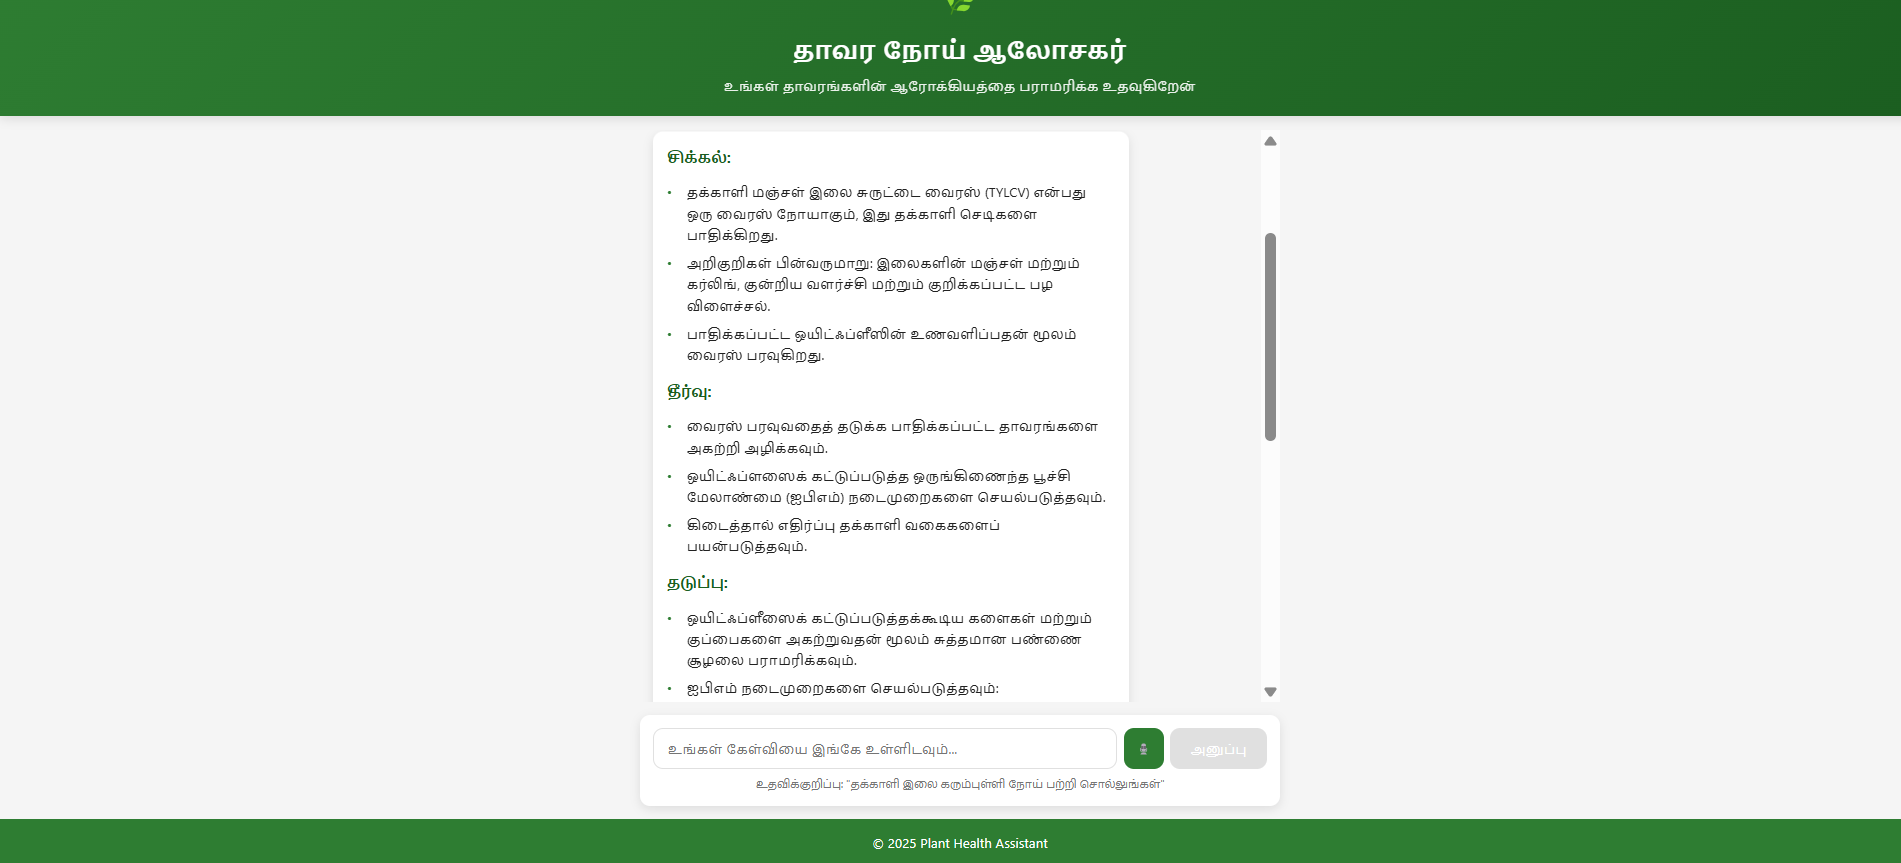 தாவர நோய் ஆலோசகர்
உங்கள் தாவரங்களின் ஆரோக்கியத்தை பராமரிக்க உதவுகிறேன்
சிக்கல்:
• தக்காளி மஞ்சள் இலை சுருட்டை வைரஸ் (TYLCV) என்பது
ஒரு வைரஸ் நோயாகும், இது தக்காளி செடிகளை
பாதிக்கிறது.
• அறிகுறிகள் பின்வருமாறு: இலைகளின் மஞ்சள் மற்றும்
கர்லிங், குன்றிய வளர்ச்சி மற்றும் குறிக்கப்பட்ட பழ
விளைச்சல்.
• பாதிக்கப்பட்ட ஒயிட்ஃப்ளீஸின் உணவளிப்பதன் மூலம்
வைரஸ் பரவுகிறது.
தீர்வு:
• வைரஸ் பரவுவதைத் தடுக்க பாதிக்கப்பட்ட தாவரங்களை
அகற்றி அழிக்கவும்.
• ஒயிட்ஃப்ளஸைக் கட்டுப்படுத்த ஒருங்கிணைந்த பூச்சி
மேலாண்மை (ஐபிஎம்) நடைமுறைகளை செயல்படுத்தவும்.
• கிடைத்தால் எதிர்ப்பு தக்காளி வகைகளைப்
பயன்படுத்தவும்.
தடுப்பு:
• ஒயிட்ஃப்ளீஸைக் கட்டுப்படுத்தக்கூடிய களைகள் மற்றும்
குப்பைகளை அகற்றுவதன் மூலம் சுத்தமான பண்ணை
சூழலை பராமரிக்கவும்.
• ஐபிஎம் நடைமுறைகளை செயல்படுத்தவும்:
உங்கள் கேள்வியை இங்கே உள்ளிடவும்...
அனுப்பு
உதவிக்குறிப்பு: "தக்காளி இலை கரும்புள்ளி நோய் பற்றி சொல்லுங்கள்"
© 2025 Plant Health Assistant